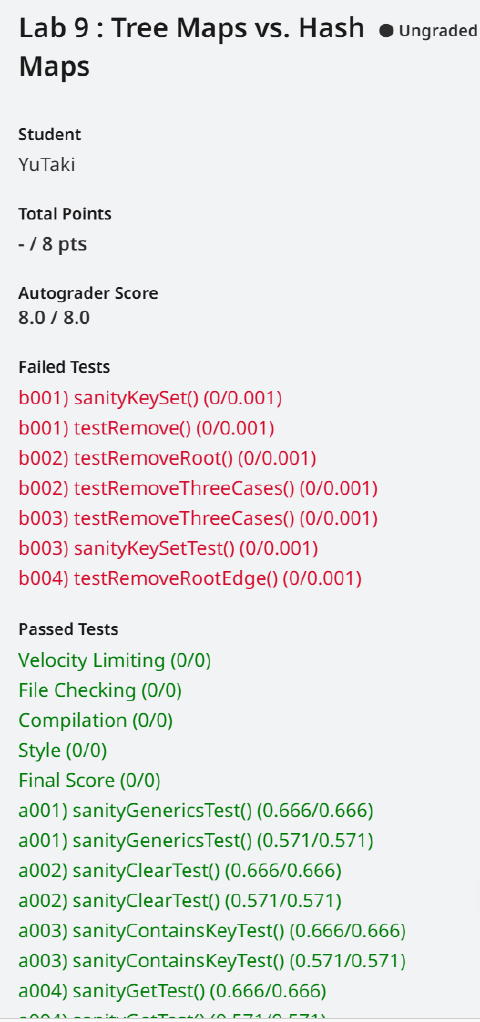 Lab 9 : Tree Maps vs. Hash Maps
Ungraded
Student
YuTaki
Total Points
- / 8 pts
Autograder Score
8.0 / 8.0
Failed Tests
b001) sanityKeySet() (0/0.001)
b001) testRemove() (0/0.001)
b002) testRemoveRoot() (0/0.001)
b002) testRemoveThreeCases() (0/0.001)
b003) testRemoveThreeCases() (0/0.001)
b003) sanityKeySetTest() (0/0.001)
b004) testRemoveRootEdge() (0/0.001)
Passed Tests
Velocity Limiting (0/0)
File Checking (0/0)
Compilation (0/0)
Style (0/0)
Final Score (0/0)
a001) sanityGenericsTest() (0.666/0.666)
a001) sanityGenericsTest() (0.571/0.571)
a002) sanityClearTest() (0.666/0.666)
a002) sanityClearTest() (0.571/0.571)
a003) sanityContainsKeyTest() (0.666/0.666)
a003) sanityContainsKeyTest() (0.571/0.571)
a004) sanityGetTest() (0.666/0.666)
a004) sanityGetTest() (0.571/0.571)